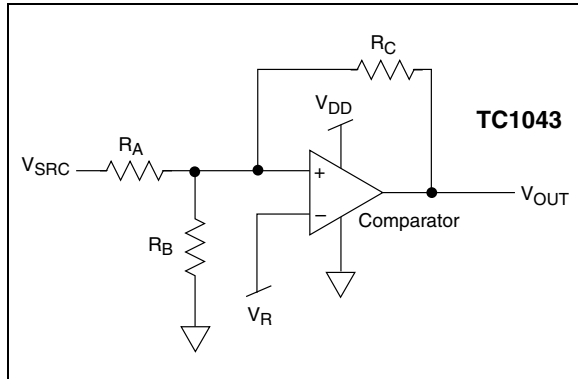 R_C
V_DD
TC1043
R_A
V_SRC
+
V_OUT
−
Comparator
R_B
V_R